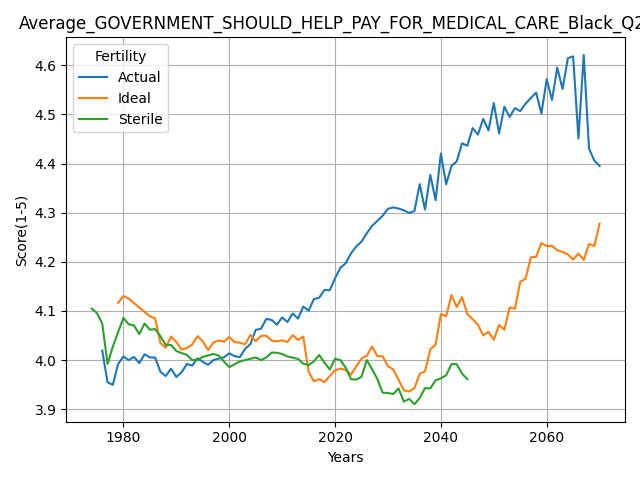 Average_GOVERNMENT_SHOULD_HELP_PAY_FOR_MEDICAL_CARE_Black_Q2
Fertility
Actual
Ideal
Sterile
4.6
4.5
4.4
4.3
4.2
4.1
4.0
3.9
Score(1-5)
1980
2000
2020
2040
2060
Years